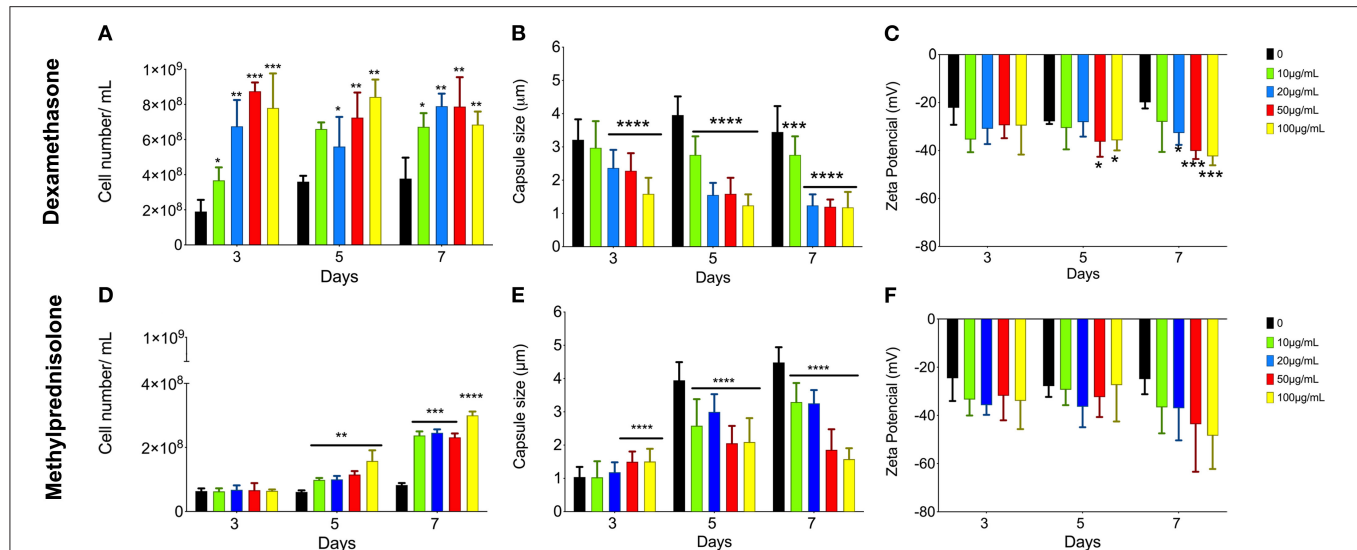 Dexamethasone
A
Cell number/ mL
1×10⁹
8×10⁸
6×10⁸
4×10⁸
2×10⁸
0
*
**
***
***
*
**
**
*
**
**
**
3
5
7
Days
B
Capsule size (μm)
6
5
4
3
2
1
0
****
****
***
****
3
5
7
Days
C
Zeta Potencial (mV)
0
-20
-40
-60
-80
*
*
*
***
***
3
5
7
Days
0
10μg/mL
20μg/mL
50μg/mL
100μg/mL
Methylprednisolone
D
Cell number/ mL
1×10⁹
4×10⁸
2×10⁸
0
**
***
****
3
5
7
Days
E
Capsule size (μm)
6
5
4
3
2
1
0
****
****
****
3
5
7
Days
F
Zeta Potencial (mV)
0
-20
-40
-60
-80
3
5
7
Days
0
10μg/mL
20μg/mL
50μg/mL
100μg/mL